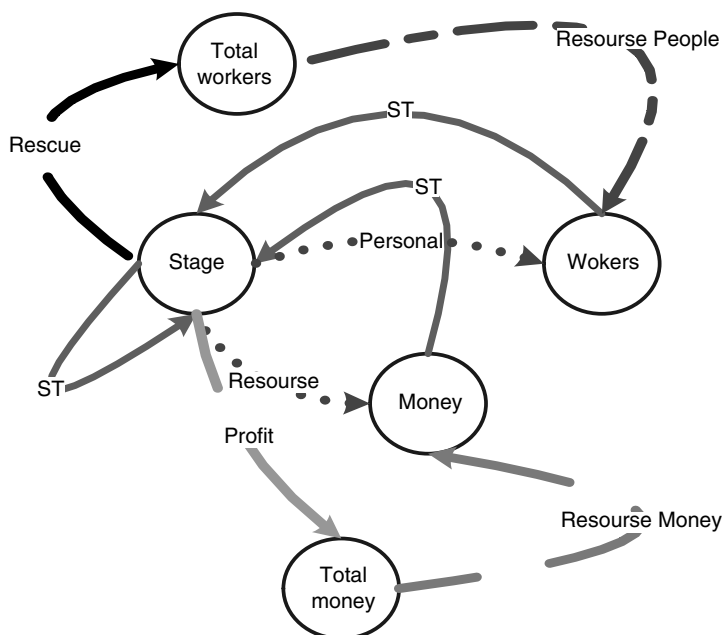 Total
workers
Resourse People
ST
Rescue
ST
Stage
Personal
Wokers
ST
Resourse
Money
Profit
Resourse Money
Total
money